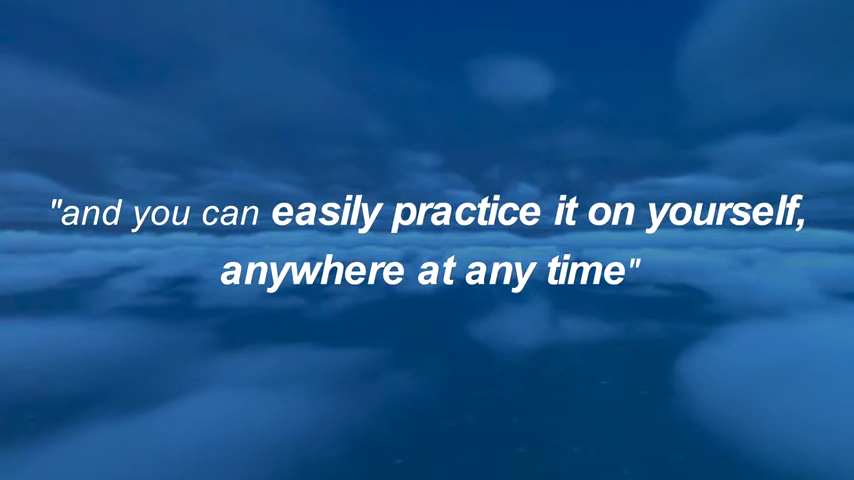 "and you can easily practice it on yourself,
anywhere at any time"